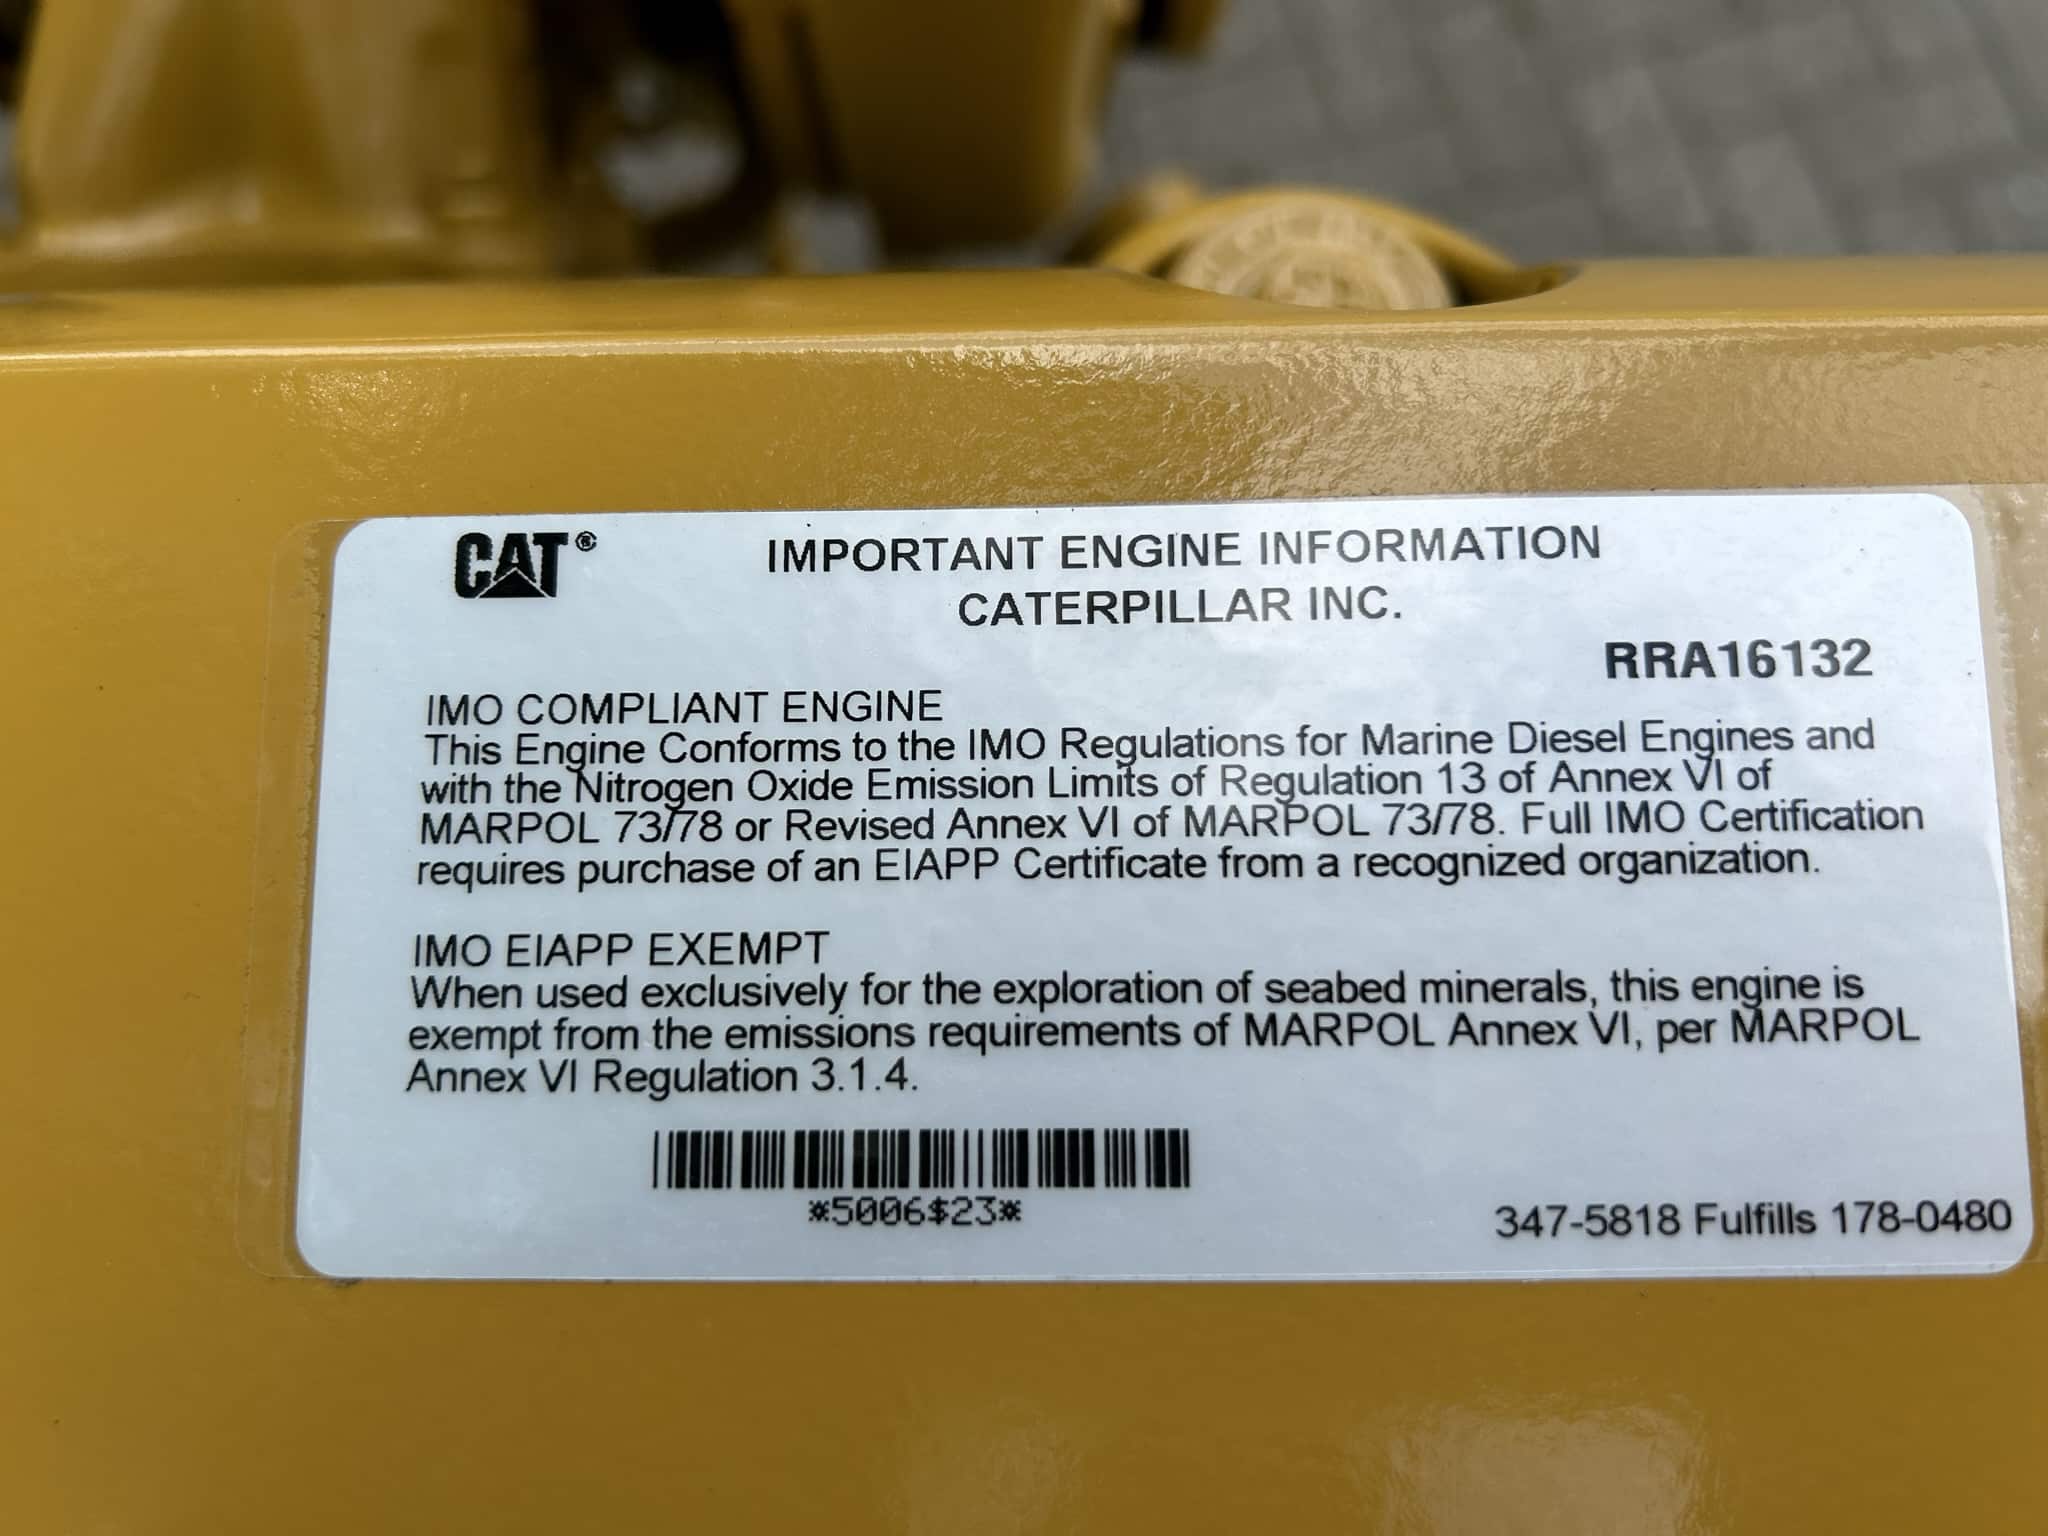 CAT®
IMPORTANT ENGINE INFORMATION
CATERPILLAR INC.
RRA16132
IMO COMPLIANT ENGINE
This Engine Conforms to the IMO Regulations for Marine Diesel Engines and
with the Nitrogen Oxide Emission Limits of Regulation 13 of Annex VI of
MARPOL 73/78 or Revised Annex VI of MARPOL 73/78. Full IMO Certification
requires purchase of an EIAPP Certificate from a recognized organization.
IMO EIAPP EXEMPT
When used exclusively for the exploration of seabed minerals, this engine is
exempt from the emissions requirements of MARPOL Annex VI, per MARPOL
Annex VI Regulation 3.1.4.
*5006$23*
347-5818 Fulfills 178-0480